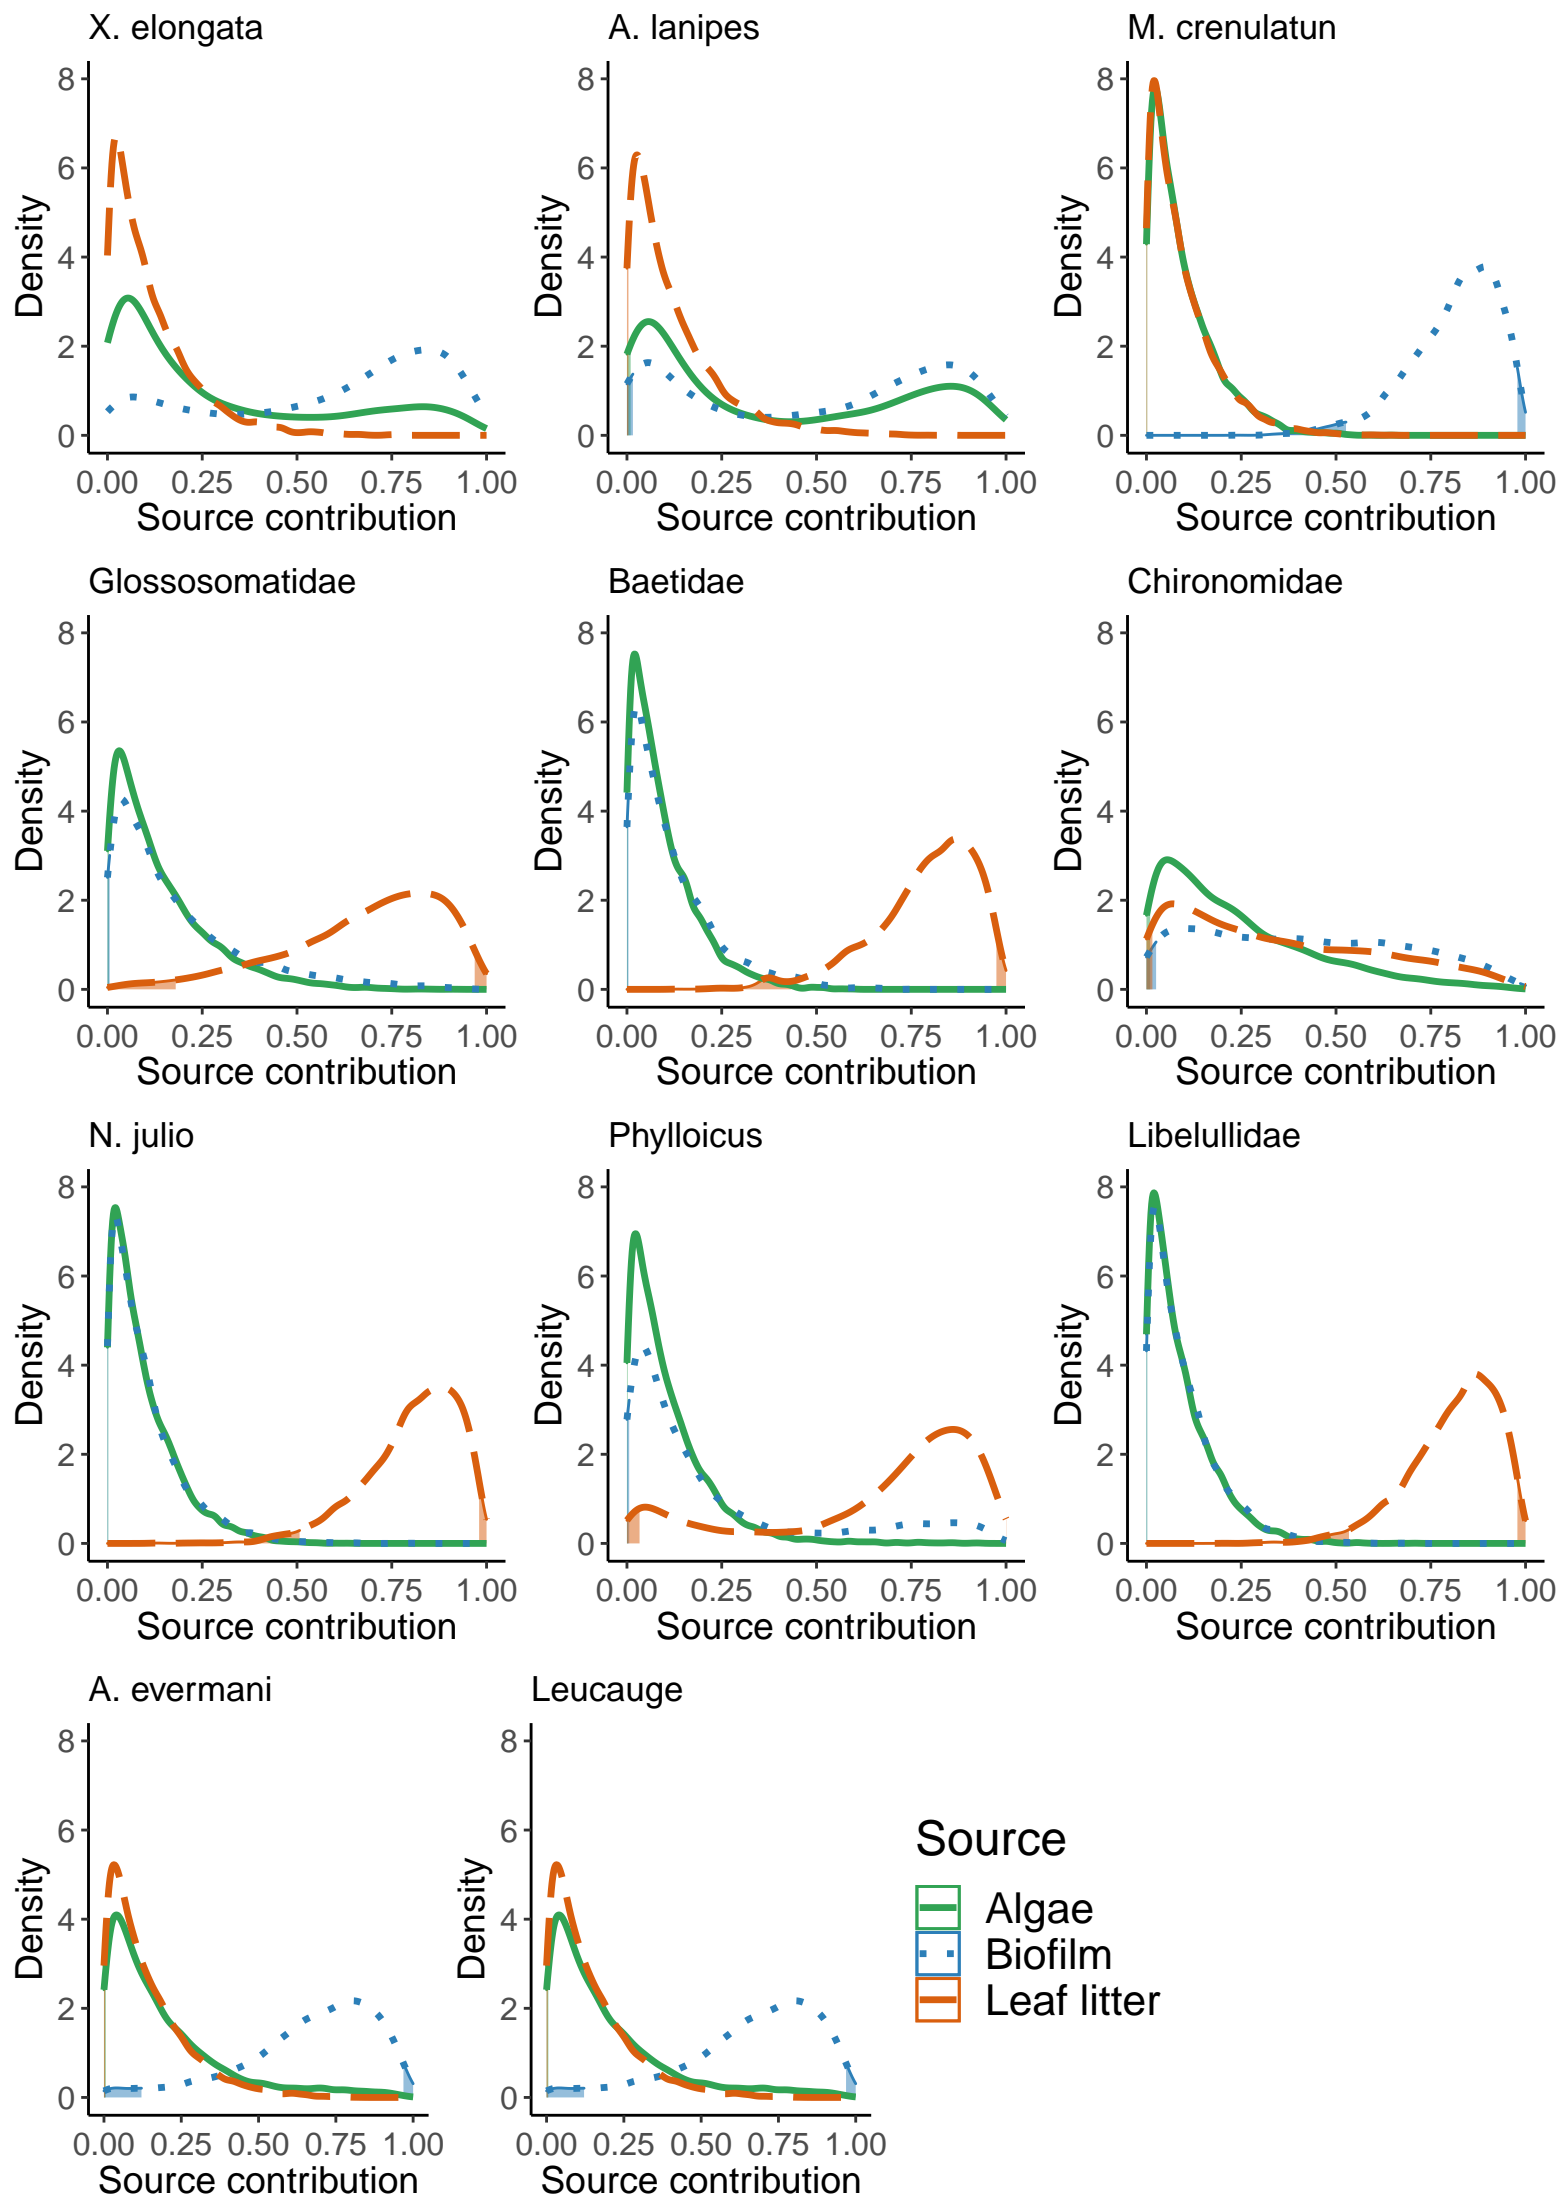 X. elongata
A. lanipes
M. crenulatun
8
6
4
2
0
Density
0.00 0.25 0.50 0.75 1.00
Source contribution
8
6
4
2
0
Density
0.00 0.25 0.50 0.75 1.00
Source contribution
8
6
4
2
0
Density
0.00 0.25 0.50 0.75 1.00
Source contribution
Glossosomatidae
Baetidae
Chironomidae
8
6
4
2
0
Density
0.00 0.25 0.50 0.75 1.00
Source contribution
8
6
4
2
0
Density
0.00 0.25 0.50 0.75 1.00
Source contribution
8
6
4
2
0
Density
0.00 0.25 0.50 0.75 1.00
Source contribution
N. julio
Phylloicus
Libelullidae
8
6
4
2
0
Density
0.00 0.25 0.50 0.75 1.00
Source contribution
8
6
4
2
0
Density
0.00 0.25 0.50 0.75 1.00
Source contribution
8
6
4
2
0
Density
0.00 0.25 0.50 0.75 1.00
Source contribution
A. evermani
Leucauge
8
6
4
2
0
Density
0.00 0.25 0.50 0.75 1.00
Source contribution
8
6
4
2
0
Density
0.00 0.25 0.50 0.75 1.00
Source contribution
Source
Algae
Biofilm
Leaf litter